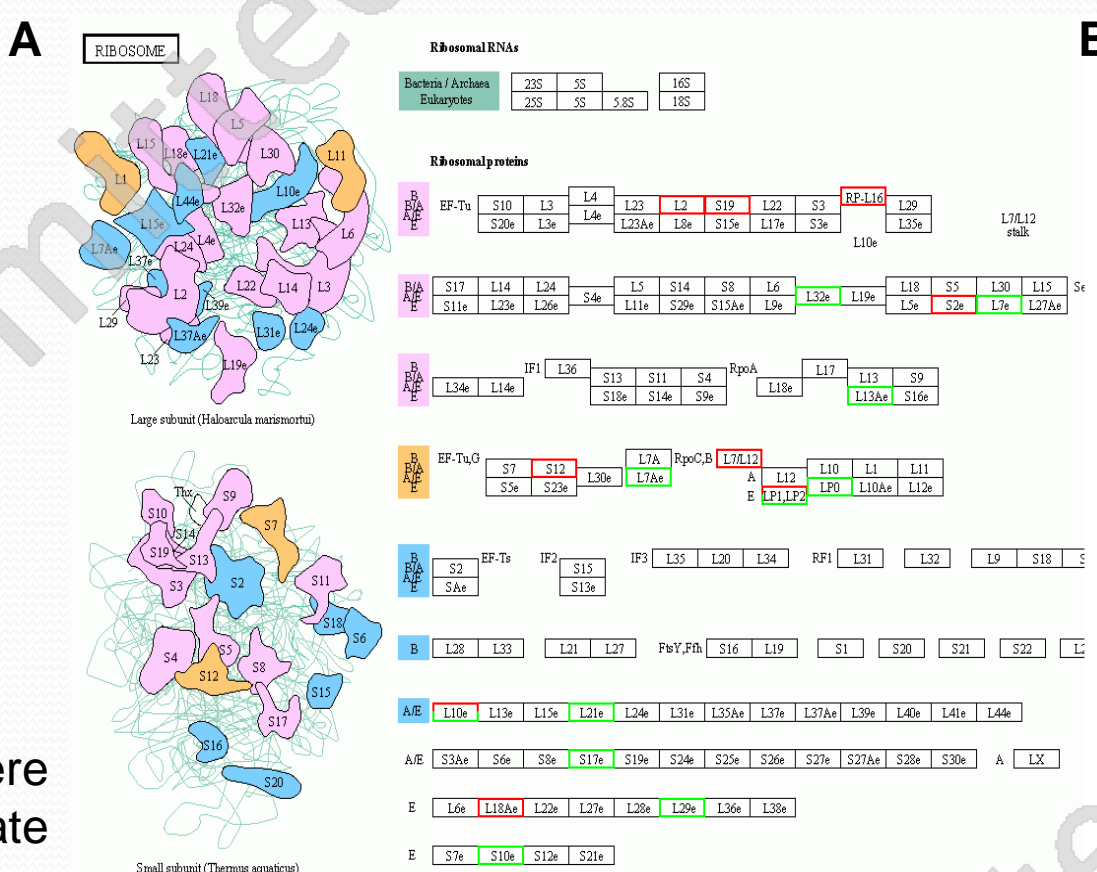 A
B
RIBOSOME
Ribosomal RNAs
Bacteria / Archaea
Eukaryotes
23S 5S 16S
25S 5S 5.8S 18S
Ribosomal proteins
L18
L5
L15
L18e
L21e
L30
L11
L1
L10e
L44e
L32e
L15e
L13
L6
L7Ae
L24
L4e
L37e
L2
L22
L14
L3
L39e
L29
L37Ae
L31e
L24e
L23
L19e
Large subunit (Haloarcula marismortui)
B
B/A
A/E
E
EF-Tu
S10 L3 L4 L23 L2 S19 L22 S3 RP-L16 L29
S20e L3e L4e L23Ae L8e S15e L17e S3e L35e
L10e
L7/L12
stalk
B/A
A/E
E
S17 L14 L24 L5 S14 S8 L6 L18 S5 L30 L15 Se
S4e L32e L19e
S11e L23e L26e L11e S29e S15Ae L9e L5e S2e L7e L27Ae
B
B/A
A/E
E
IF1 L36 RpoA L17
S13 S11 S4 L13 S9
L34e L14e S18e S14e S9e L18e L13Ae S16e
B
B/A
A/E
E
EF-Tu,G L7A RpoC,B L7/L12
S7 S12 L10 L1 L11
L30e L7Ae A L12
S5e S23e LP0 L10Ae L12e
E LP1,LP2
Thx
S9
S10
S14
S7
S19
S13
S3
S2
S11
S18
S6
S5
S4
S12
S8
S15
S17
S16
S20
Small subunit (Thermus aquaticus)
B
B/A
A/E
E
EF-Ts IF2 IF3 L35 L20 L34 RF1 L31 L32 L9 S18 S
S2 S15
SAe S13e
B L28 L33 L21 L27 FtsY,Ffh S16 L19 S1 S20 S21 S22 L2
A/E L10e L13e L15e L21e L24e L31e L35Ae L37e L37Ae L39e L40e L41e L44e
A/E S3Ae S6e S8e S17e S19e S24e S25e S26e S27e S27Ae S28e S30e A LX
E L6e L18Ae L22e L27e L28e L29e L36e L38e
E S7e S10e S12e S21e
ere
ate